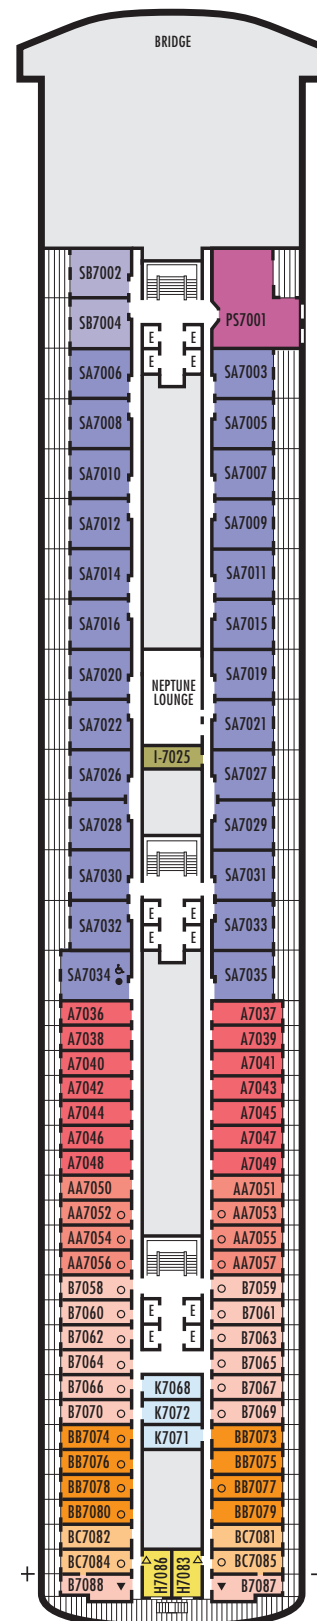 BRIDGE
SB7002
SB7004
PS7001
E E
E E
SA7006 SA7003
SA7008 SA7005
SA7010 SA7007
SA7012 SA7009
SA7014 SA7011
SA7016 SA7015
SA7020 SA7019
NEPTUNE
LOUNGE
SA7022 SA7021
I-7025
SA7026 SA7027
SA7028 SA7029
SA7030 SA7031
E E
SA7032 SA7033
E E
SA7034 SA7035
A7036 A7037
A7038 A7039
A7040 A7041
A7042 A7043
A7044 A7045
A7046 A7047
A7048 A7049
AA7050 AA7051
AA7052 AA7053
AA7054 AA7055
AA7056 AA7057
B7058 B7059
B7060 E E B7061
B7062 E E B7063
B7064 B7065
B7066 K7068 B7067
B7070 K7072 B7069
BB7074 K7071 BB7073
BB7076 BB7075
BB7078 BB7077
BB7080 BB7079
BC7082 BC7081
BC7084 BC7085
B7088 H7086 H7083 B7087